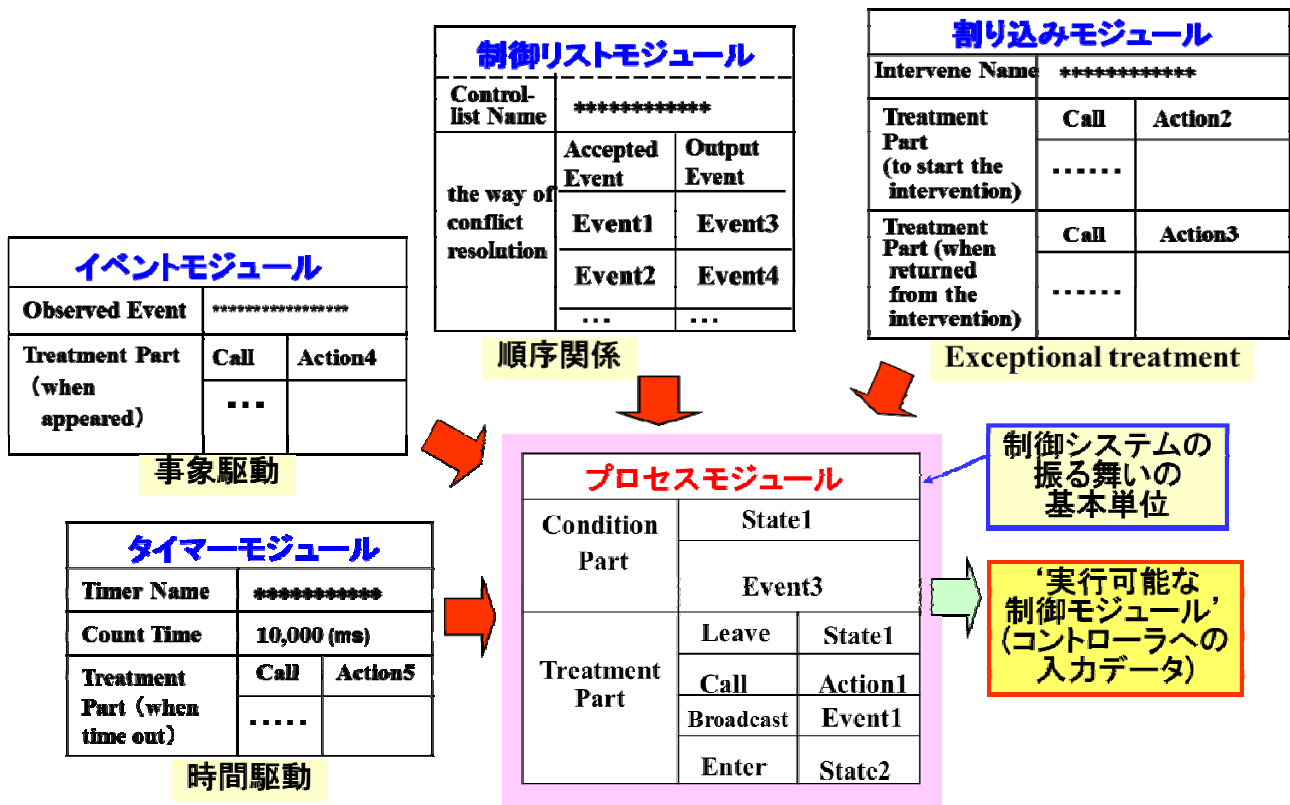 制御リストモジュール
Control-
list Name
************
the way of
conflict
resolution
Accepted
Event
Output
Event
Event1
Event3
Event2
Event4
...
...
順序関係
割り込みモジュール
Intervene Name
************
Treatment
Part
(to start the
intervention)
Call
Action2
......
Treatment
Part (when
returned
from the
intervention)
Call
Action3
......
Exceptional treatment
イベントモジュール
Observed Event
*****************
Treatment Part
(when
appeared)
Call
Action4
...
事象駆動
タイマーモジュール
Timer Name
***********
Count Time
10,000 (ms)
Treatment
Part (when
time out)
Call
Action5
.....
時間駆動
プロセスモジュール
Condition
Part
State1
Event3
Treatment
Part
Leave
State1
Call
Action1
Broadcast
Event1
Enter
State2
制御システムの
振る舞いの
基本単位
‘実行可能な
制御モジュール’
(コントローラへの
入力データ)